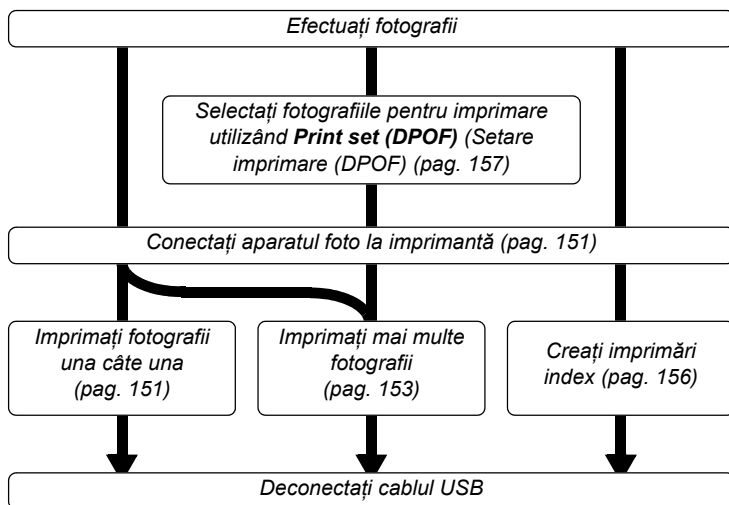 Efectuați fotografii
Selectați fotografiile pentru imprimare
utilizând Print set (DPOF) (Setare
imprimare (DPOF) (pag. 157)
Conectați aparatul foto la imprimantă (pag. 151)
Imprimați fotografii
una câte una
(pag. 151)
Imprimați mai multe
fotografii
(pag. 153)
Creați imprimări
index (pag. 156)
Deconectați cablul USB